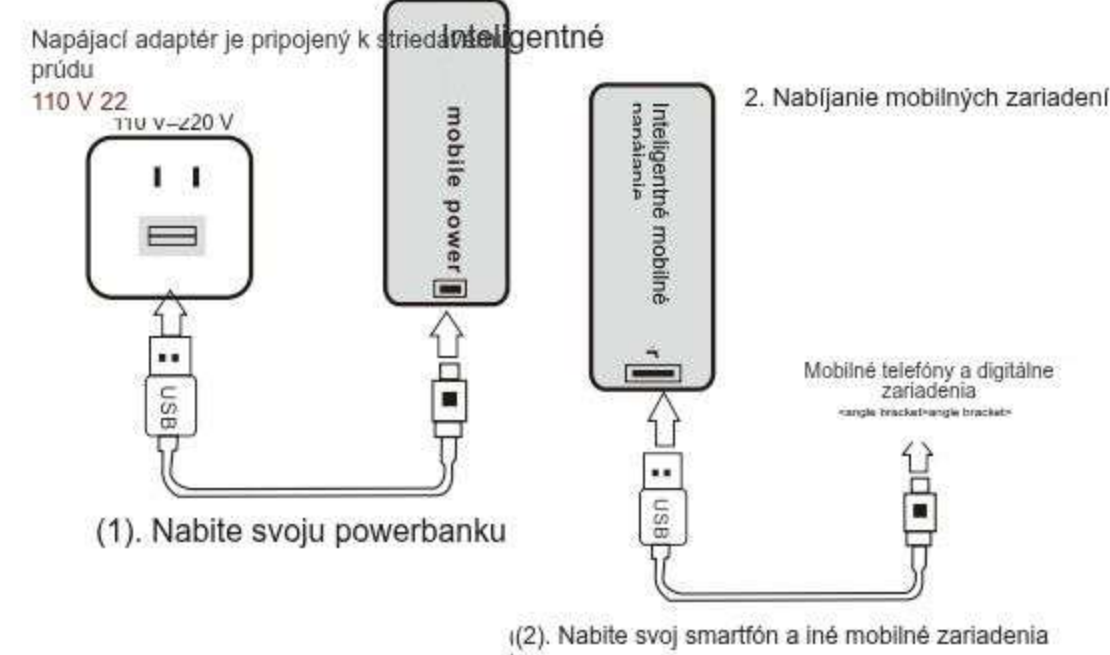 Napájací adaptér je pripojený k
prúdu
110 V 22
110 V–220 V
Inteligentné
mobile power
USB
(1). Nabite svoju powerbanku
2. Nabíjanie mobilných zariadení
Inteligentné mobilné
napájanie
r
Mobilné telefóny a digitálne
zariadenia
<angle bracket>angle bracket>
USB
(2). Nabite svoj smartfón a iné mobilné zariadenia